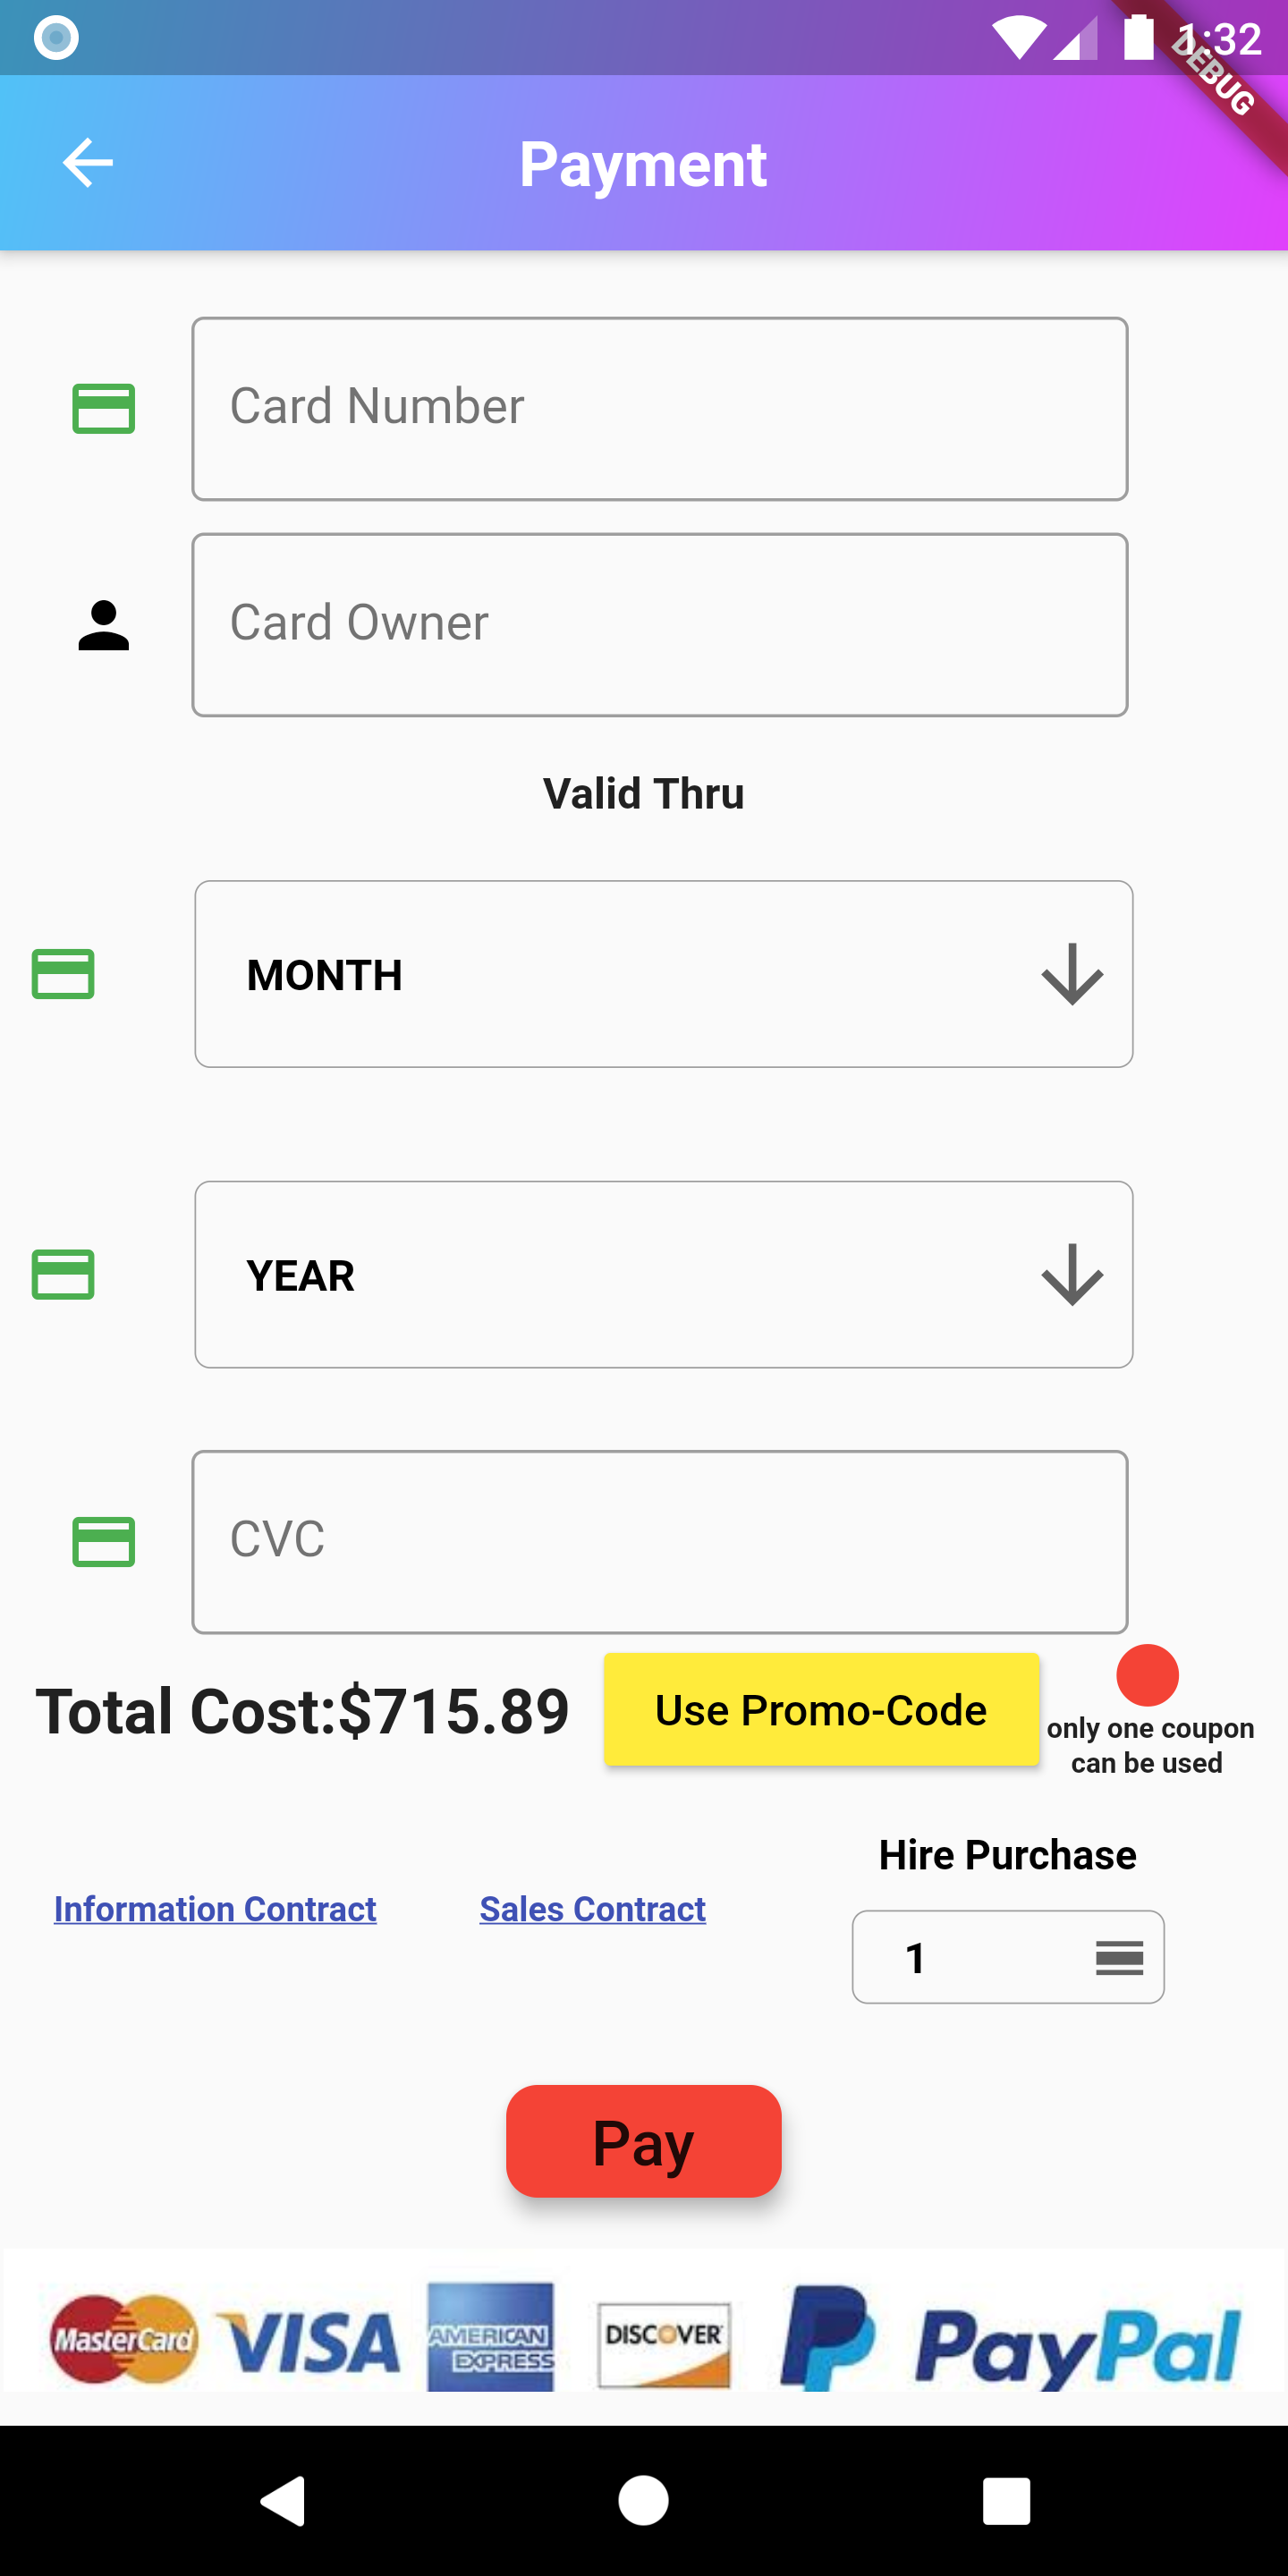 1:32
DEBUG
Payment
Card Number
Card Owner
Valid Thru
MONTH
YEAR
CVC
Total Cost:$715.89
Use Promo-Code
only one coupon
can be used
Hire Purchase
Information Contract
Sales Contract
1
Pay
MasterCard
VISA
AMERICAN
EXPRESS
DISCOVER
PayPal